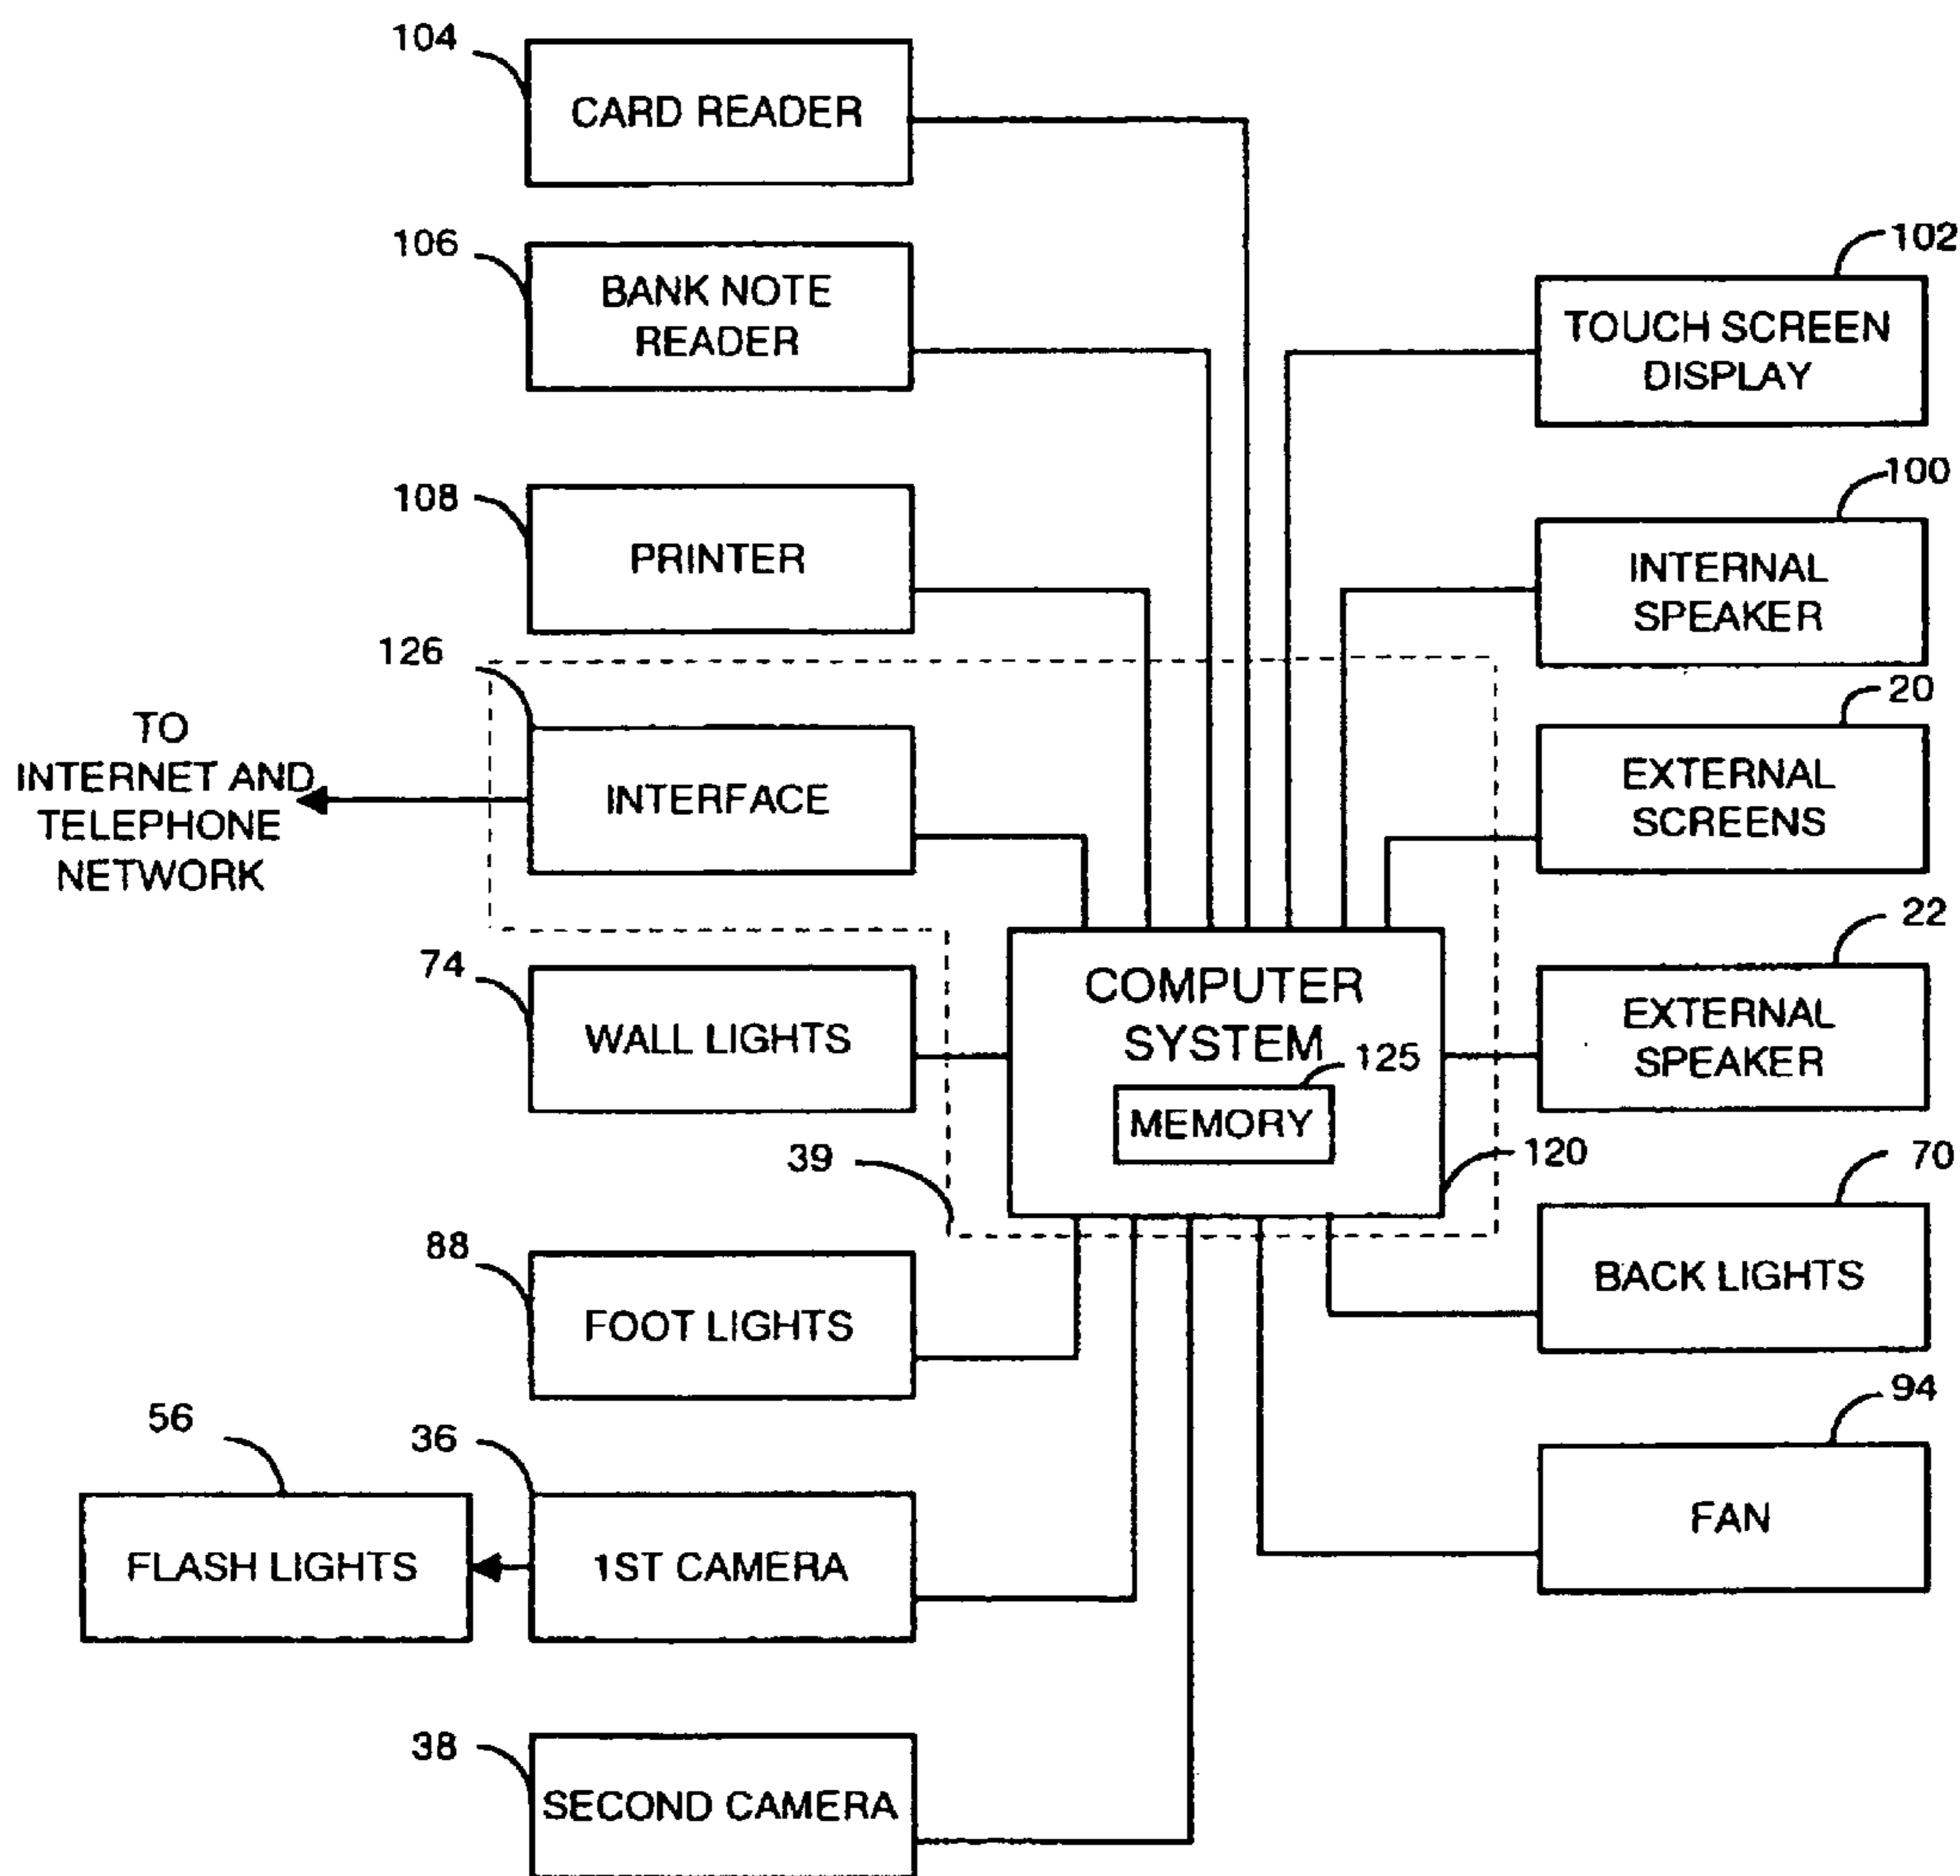 104
CARD READER
106
BANK NOTE
READER
102
TOUCH SCREEN
DISPLAY
108
PRINTER
100
INTERNAL
SPEAKER
126
INTERFACE
TO
INTERNET AND
TELEPHONE
NETWORK
20
EXTERNAL
SCREENS
74
WALL LIGHTS
COMPUTER
SYSTEM
125
MEMORY
120
39
22
EXTERNAL
SPEAKER
70
BACK LIGHTS
88
FOOT LIGHTS
94
FAN
56
FLASH LIGHTS
36
1ST CAMERA
38
SECOND CAMERA